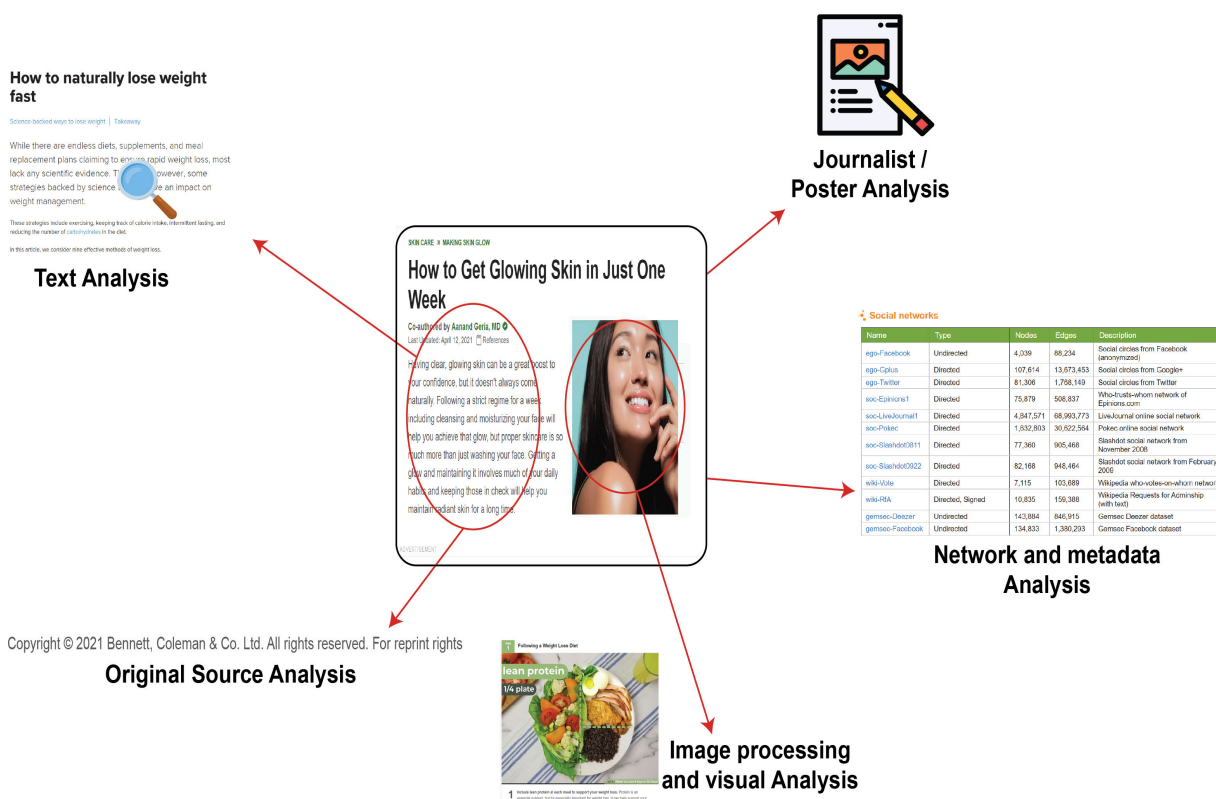 How to naturally lose weight
fast
Science-backed ways to lose weight | Takeaway
While there are endless diets, supplements, and meal
replacement plans claiming to ensure rapid weight loss, most
lack any scientific evidence. owever, some
strategies backed by science e an impact on
weight management.
These strategies include exercising, keeping track of calorie intake, intermittent fasting, and
reducing the number of carbohydrates in the diet.
In this article, we consider nine effective methods of weight loss.
Text Analysis
Journalist /
Poster Analysis
SKIN CARE » MAKING SKIN GLOW
How to Get Glowing Skin in Just One
Week
Co-authored by Aanand Geria, MD
Last Updated: April 12, 2021 References
Having clear, glowing skin can be a great boost to
your confidence, but it doesn't always come
naturally. Following a strict regime for a week
including cleansing and moisturizing your face will
help you achieve that glow, but proper skincare is so
much more than just washing your face. Getting a
glow and maintaining it involves much of your daily
habits and keeping those in check will help you
maintain radiant skin for a long time.
ADVERTISEMENT
Social networks
Name Type Nodes Edges Description
ego-Facebook Undirected 4,039 88,234 Social circles from Facebook
(anonymized)
ego-Gplus Directed 107,614 13,673,453 Social circles from Google+
ego-Twitter Directed 81,306 1,768,149 Social circles from Twitter
soc-Epinions1 Directed 75,879 508,837 Who-trusts-whom network of
Epinions.com
soc-LiveJournal1 Directed 4,847,571 68,993,773 LiveJournal online social network
soc-Pokec Directed 1,632,803 30,622,564 Pokec online social network
soc-Slashdot0811 Directed 77,360 905,468 Slashdot social network from
November 2008
soc-Slashdot0922 Directed 82,168 948,464 Slashdot social network from February
2009
wiki-Vote Directed 7,115 103,689 Wikipedia who-votes-on-whom network
wiki-RfA Directed, Signed 10,835 159,388 Wikipedia Requests for Adminship
(with text)
gemsec-Deezer Undirected 143,884 846,915 Gemsec Deezer dataset
gemsec-Facebook Undirected 134,833 1,380,293 Gemsec Facebook dataset
Network and metadata
Analysis
Copyright © 2021 Bennett, Coleman & Co. Ltd. All rights reserved. For reprint rights
Original Source Analysis
Following a Weight Loss Diet
lean protein
1/4 plate
1 Include lean protein at each meal to support your weight loss. Protein is an
Image processing
and visual Analysis